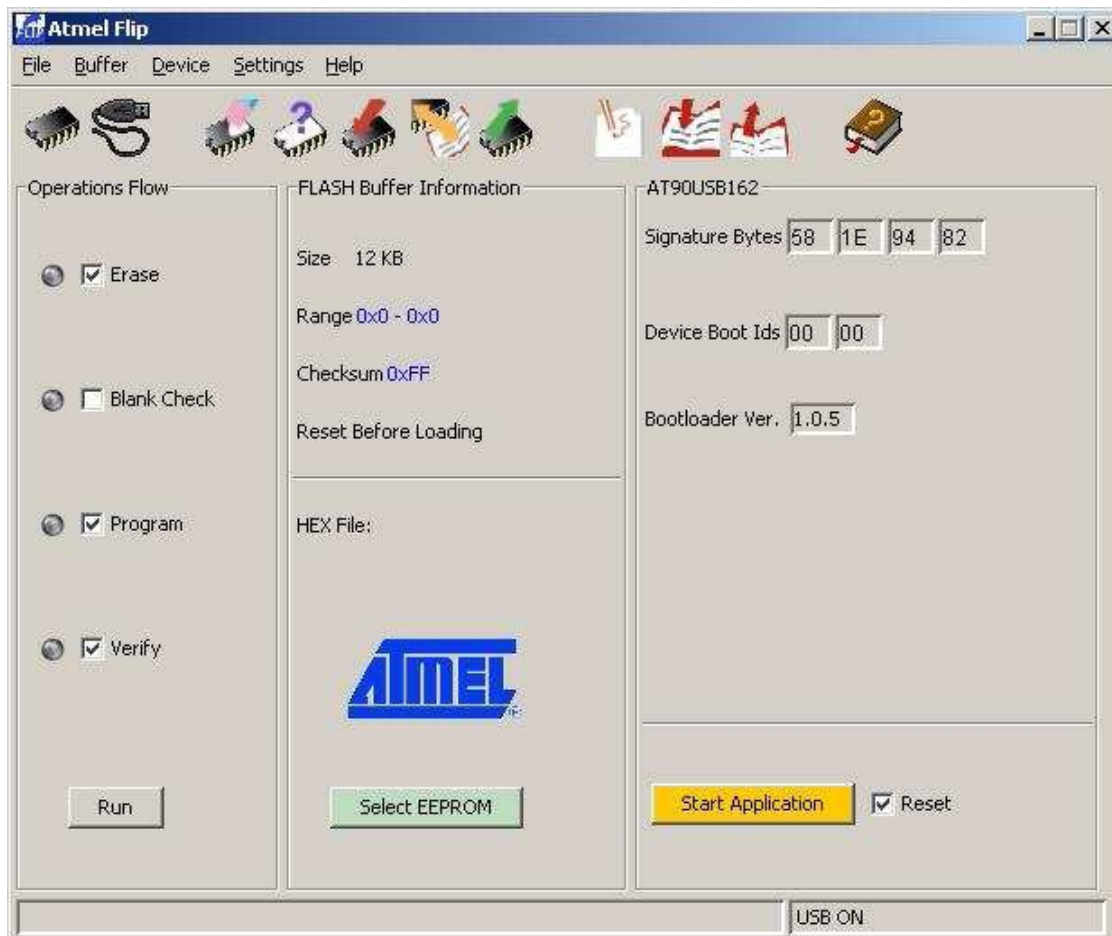 Atmel Flip
File Buffer Device Settings Help
Operations Flow
Erase
Blank Check
Program
Verify
Run
FLASH Buffer Information
Size 12 KB
Range 0x0 - 0x0
Checksum 0xFF
Reset Before Loading
HEX File:
ATMEL
Select EEPROM
AT90USB162
Signature Bytes 58 1E 94 82
Device Boot Ids 00 00
Bootloader Ver. 1.0.5
Start Application Reset
USB ON